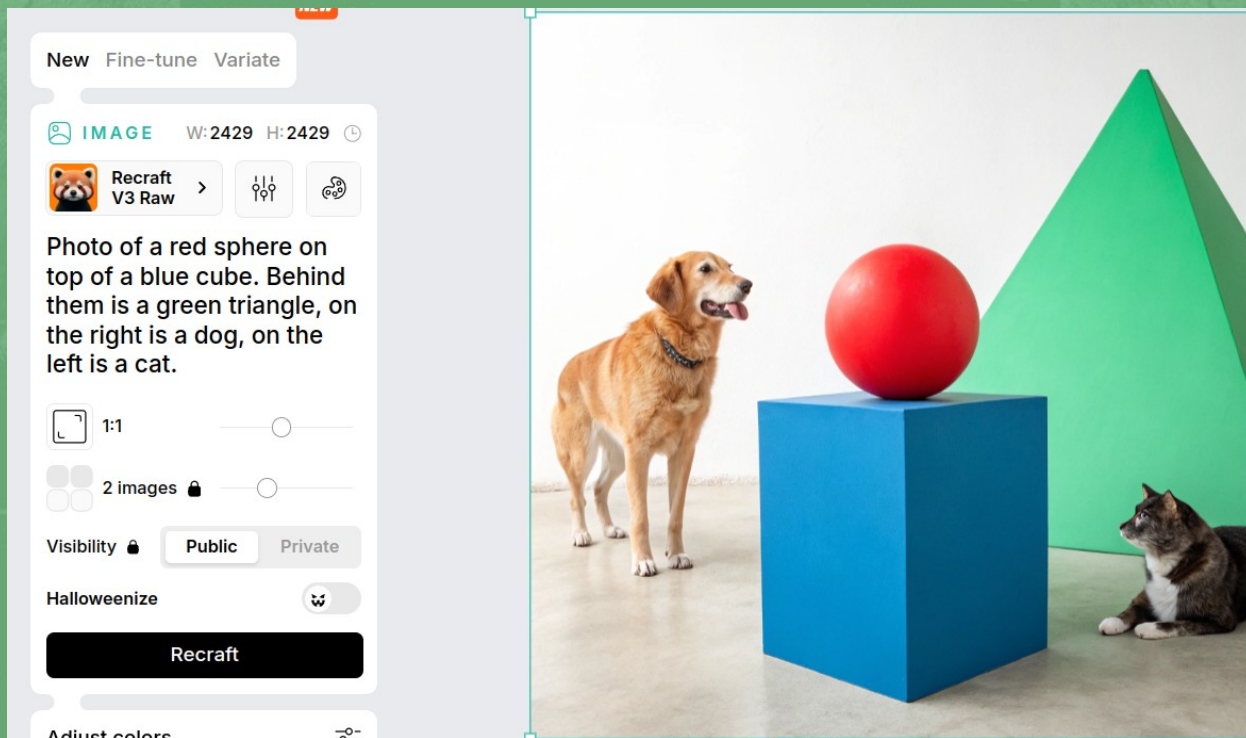 NEW
New Fine-tune Variate
IMAGE W: 2429 H: 2429
Recraft
V3 Raw
Photo of a red sphere on
top of a blue cube. Behind
them is a green triangle, on
the right is a dog, on the
left is a cat.
1:1
2 images
Visibility Public Private
Halloweenize
Recraft
Adjust colors